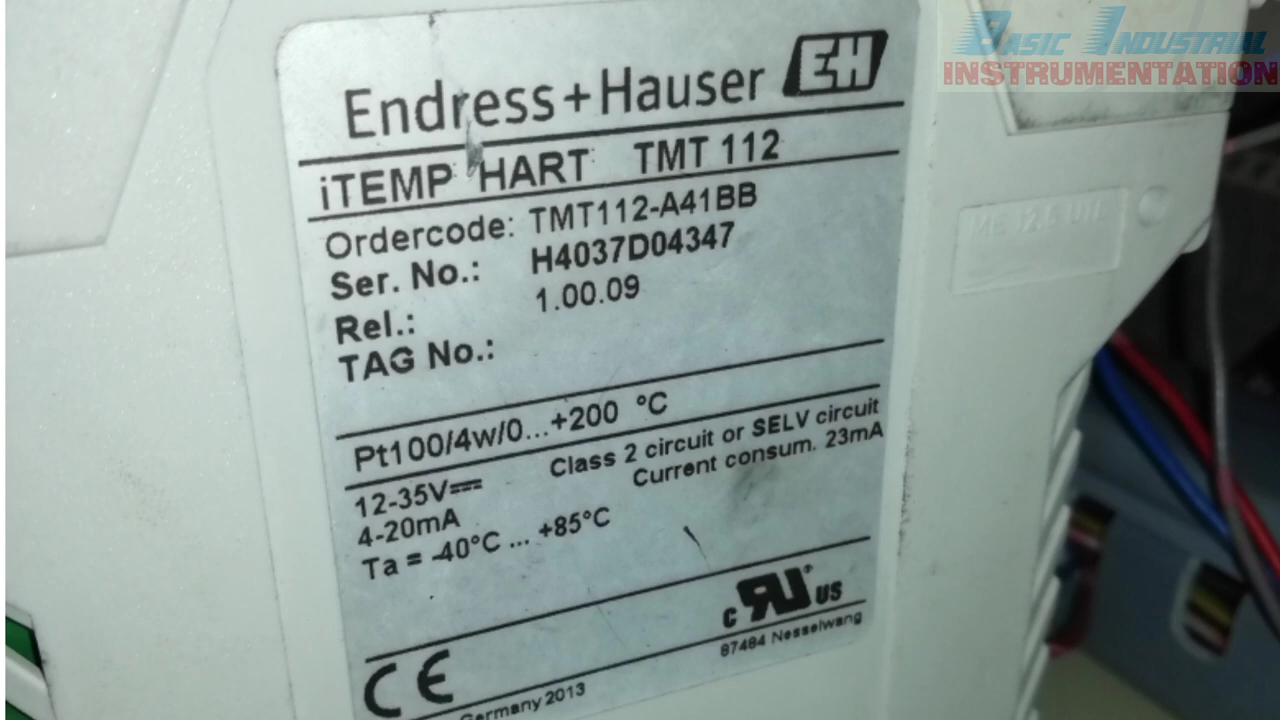 BASIC INDUSTRIAL
INSTRUMENTATION
Endress+Hauser EH
iTEMP HART TMT 112
Ordercode: TMT112-A41BB
Ser. No.: H4037D04347
Rel.: 1.00.09
TAG No.:
Pt100/4w/0...+200 °C
12-35V Class 2 circuit or SELV circuit
4-20mA Current consum. 23mA
Ta = -40°C ... +85°C
c RU ® US
CE 87484 Nesselwang
Germany 2013